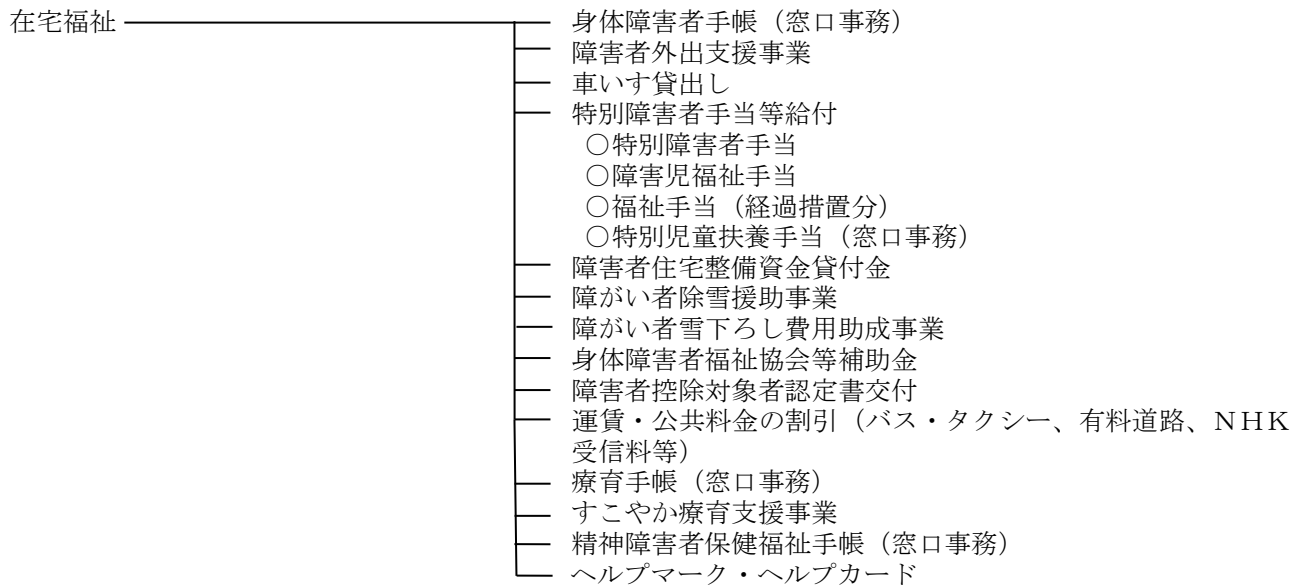 在宅福祉
身体障害者手帳（窓口事務）
障害者外出支援事業
車いす貸出し
特別障害者手当等給付
○特別障害者手当
○障害児福祉手当
○福祉手当（経過措置分）
○特別児童扶養手当（窓口事務）
障害者住宅整備資金貸付金
障がい者除雪援助事業
障がい者雪下ろし費用助成事業
身体障害者福祉協会等補助金
障害者控除対象者認定書交付
運賃・公共料金の割引（バス・タクシー、有料道路、ＮＨＫ
受信料等）
療育手帳（窓口事務）
すこやか療育支援事業
精神障害者保健福祉手帳（窓口事務）
ヘルプマーク・ヘルプカード